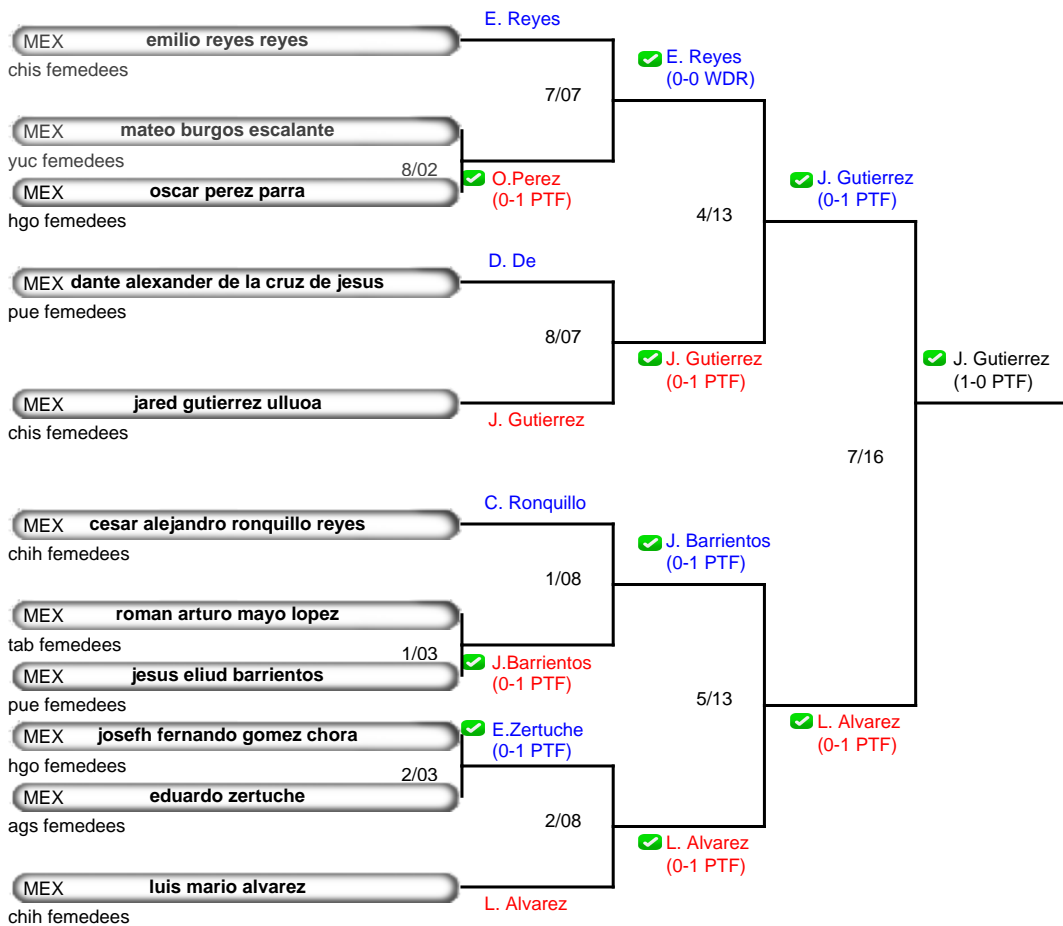 E. Reyes
MEX emilio reyes reyes
chis femedees
E. Reyes
(0-0 WDR)
7/07
MEX mateo burgos escalante
yuc femedees
8/02
O.Perez
(0-1 PTF)
MEX oscar perez parra
hgo femedees
J. Gutierrez
(0-1 PTF)
4/13
D. De
MEX dante alexander de la cruz de jesus
pue femedees
8/07
J. Gutierrez
(0-1 PTF)
J. Gutierrez
(1-0 PTF)
MEX jared gutierrez ulluoa
chis femedees
J. Gutierrez
7/16
C. Ronquillo
MEX cesar alejandro ronquillo reyes
chih femedees
J. Barrientos
(0-1 PTF)
1/08
MEX roman arturo mayo lopez
tab femedees
1/03
J.Barrientos
(0-1 PTF)
MEX jesus eliud barrientos
pue femedees
5/13
L. Alvarez
(0-1 PTF)
MEX josefh fernando gomez chora
hgo femedees
E.Zertuche
(0-1 PTF)
2/03
MEX eduardo zertuche
ags femedees
2/08
L. Alvarez
(0-1 PTF)
MEX luis mario alvarez
chih femedees
L. Alvarez